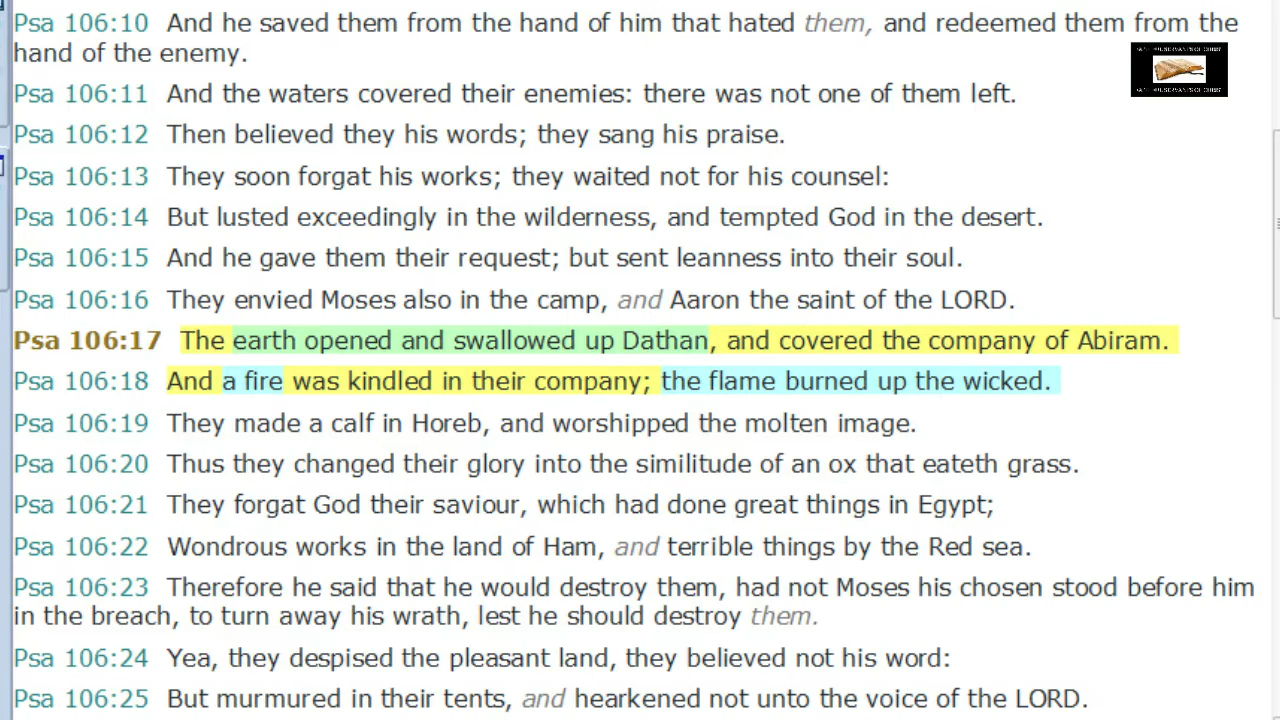 Psa 106:10 And he saved them from the hand of him that hated them, and redeemed them from the
hand of the enemy.
Psa 106:11 And the waters covered their enemies: there was not one of them left.
Psa 106:12 Then believed they his words; they sang his praise.
Psa 106:13 They soon forgat his works; they waited not for his counsel:
Psa 106:14 But lusted exceedingly in the wilderness, and tempted God in the desert.
Psa 106:15 And he gave them their request; but sent leanness into their soul.
Psa 106:16 They envied Moses also in the camp, and Aaron the saint of the LORD.
Psa 106:17 The earth opened and swallowed up Dathan, and covered the company of Abiram.
Psa 106:18 And a fire was kindled in their company; the flame burned up the wicked.
Psa 106:19 They made a calf in Horeb, and worshipped the molten image.
Psa 106:20 Thus they changed their glory into the similitude of an ox that eateth grass.
Psa 106:21 They forgat God their saviour, which had done great things in Egypt;
Psa 106:22 Wondrous works in the land of Ham, and terrible things by the Red sea.
Psa 106:23 Therefore he said that he would destroy them, had not Moses his chosen stood before him
in the breach, to turn away his wrath, lest he should destroy them.
Psa 106:24 Yea, they despised the pleasant land, they believed not his word:
Psa 106:25 But murmured in their tents, and hearkened not unto the voice of the LORD.